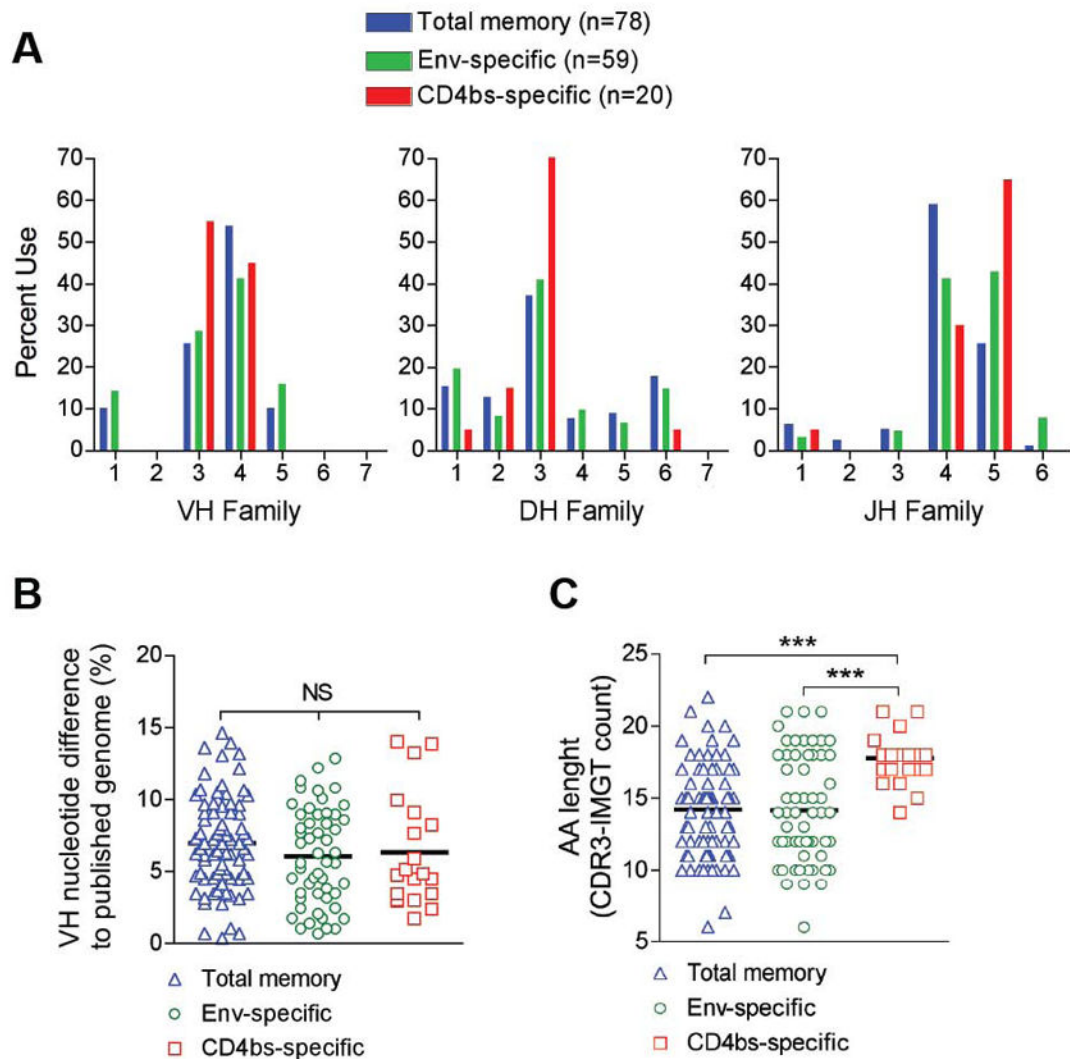 A
Total memory (n=78)
Env-specific (n=59)
CD4bs-specific (n=20)
Percent Use
70
60
50
40
30
20
10
0
1 2 3 4 5 6 7
VH Family
70
60
50
40
30
20
10
0
1 2 3 4 5 6 7
DH Family
70
60
50
40
30
20
10
0
1 2 3 4 5 6
JH Family
B
VH nucleotide difference
to published genome (%)
20
15
10
5
0
NS
Total memory
Env-specific
CD4bs-specific
C
AA lenght
(CDR3-IMGT count)
25
20
15
10
5
***
***
Total memory
Env-specific
CD4bs-specific